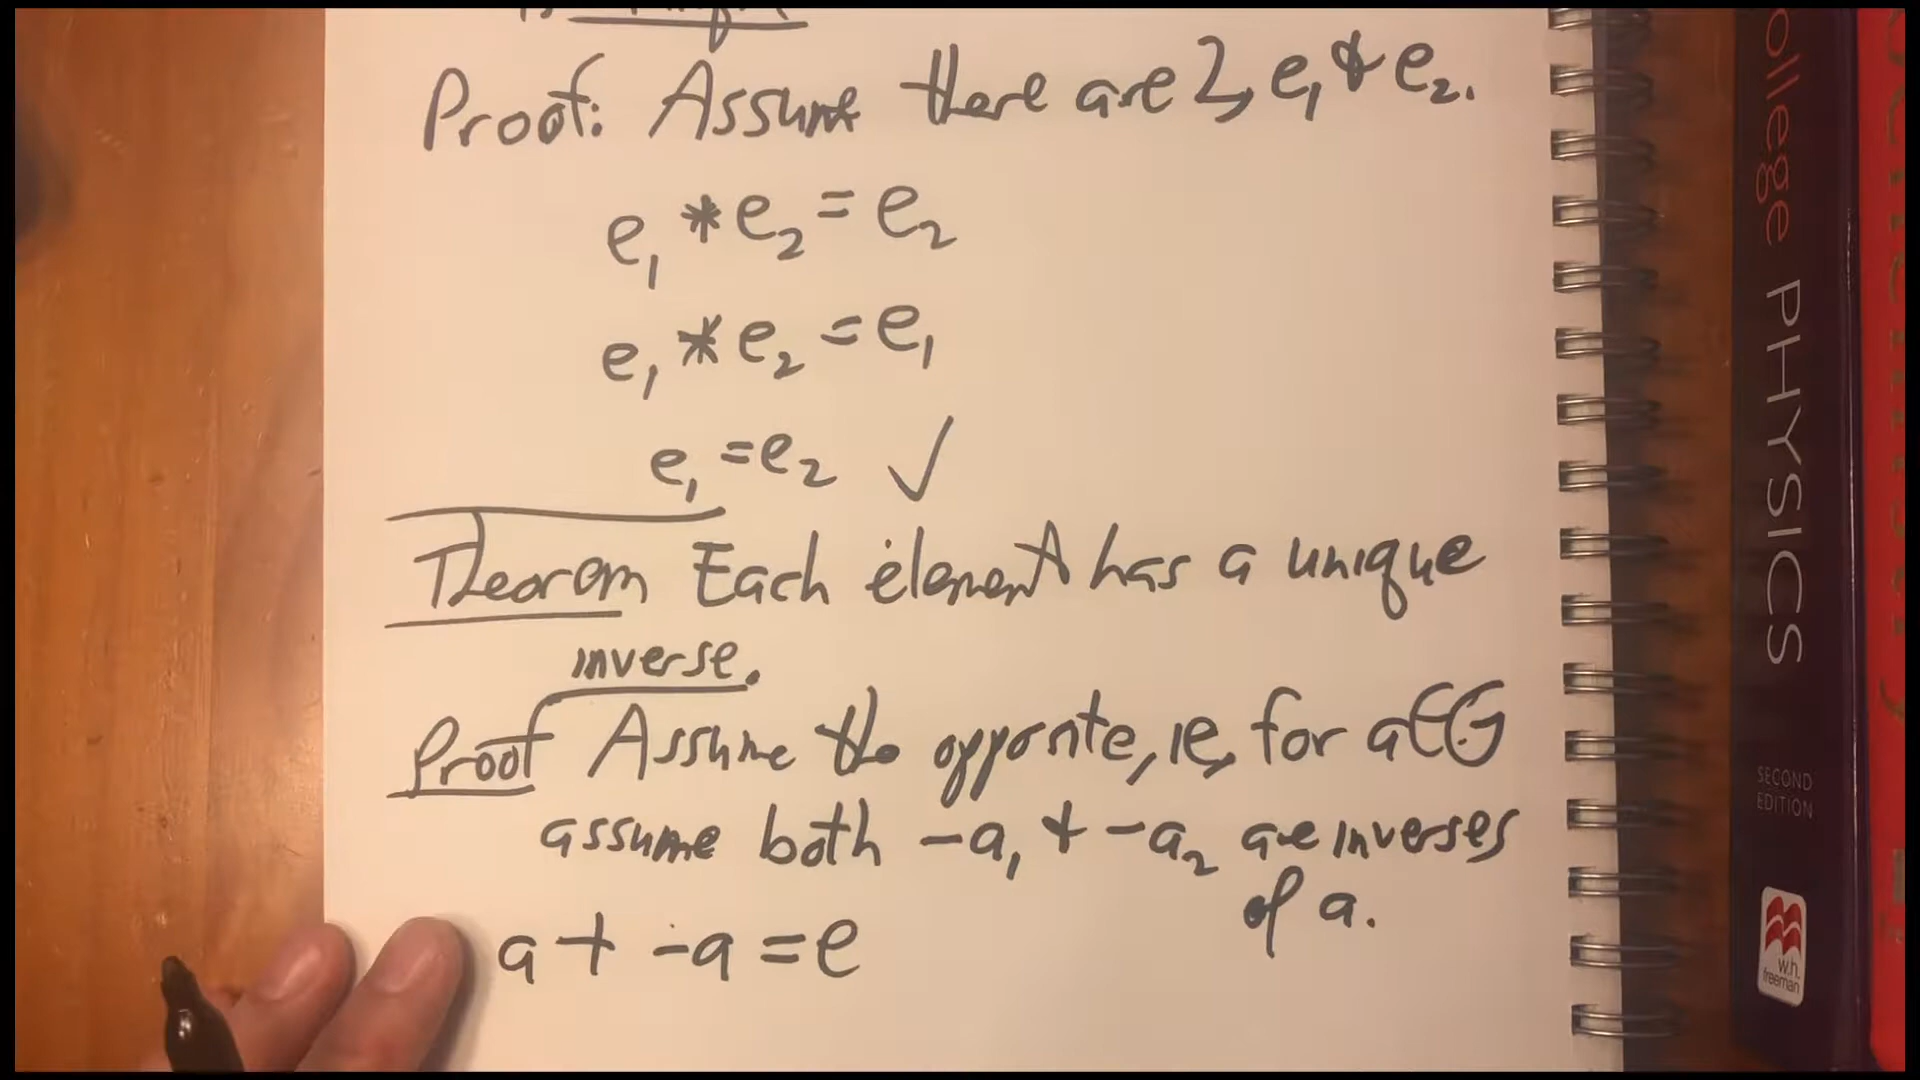 Proof: Assume there are 2, e₁ & e₂.
e₁ * e₂ = e₂
e₁ * e₂ = e₁
e₁ = e₂ ✓
Theorem Each element has a unique
inverse.
Proof Assume the opposite, ie, for a∈G
assume both -a₁ + -a₂ are inverses
of a.
a + -a = e
College PHYSICS
SECOND
EDITION
w.h.
freeman